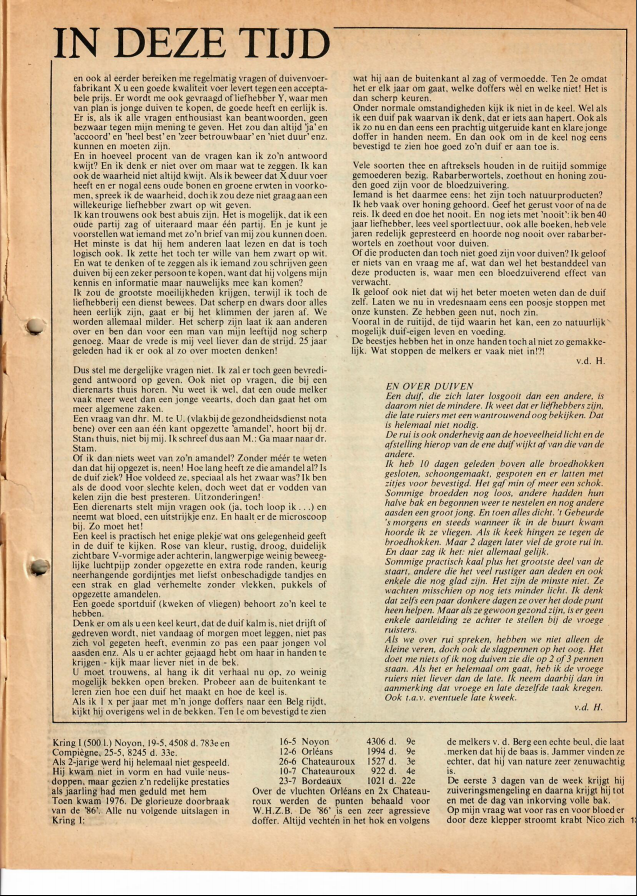 IN DEZE TIJD
en ook al eerder bereiken me regelmatig vragen of duivenvoer-
fabrikant X u een goede kwaliteit voer levert tegen een accepta-
bele prijs. Er wordt me ook gevraagd of liefhebber Y, waar men
van plan is jonge duiven te kopen, de goede heeft en eerlijk is.
Er is, als ik alle vragen enthousiast kan beantwoorden, geen
bezwaar tegen mijn mening te geven. Het zou dan altijd 'ja' en
'accoord' en 'heel best' en 'zeer betrouwbaar' en 'niet duur' enz.
kunnen en moeten zijn.
En in hoeveel procent van de vragen kan ik zo'n antwoord
kwijt? En ik denk er niet over om maar wat te zeggen. Ik kan
ook de waarheid niet altijd kwijt. Als ik beweer dat X duur voer
heeft en er nogal eens oude bonen en groene erwten in voorko-
men, spreek ik de waarheid, doch ik zou deze niet graag aan een
willekeurige liefhebber zwart op wit geven.
Ik kan trouwens ook best abuis zijn. Het is mogelijk, dat ik een
oude partij zag of uiteraard maar één partij. En je kunt je
voorstellen wat iemand met zo'n brief van mij zou kunnen doen.
Het minste is dat hij hem anderen laat lezen en dat is toch
logisch ook. Ik zette het toch ter wille van hem zwart op wit.
En wat te denken of te zeggen als ik iemand zou schrijven geen
duiven bij een zeker persoon te kopen, want dat hij volgens mijn
kennis en informatie maar nauwelijks mee kan komen?
Ik zou de grootste moeilijkheden krijgen, terwijl ik toch de
liefhebberij een dienst bewees. Dat scherp en dwars door alles
heen eerlijk zijn, gaat er bij het klimmen der jaren af. We
worden allemaal milder. Het scherp zijn laat ik aan anderen
over en ben dan voor een man van mijn leeftijd nog scherp
genoeg. Maar de vrede is mij veel liever dan de strijd. 25 jaar
geleden had ik er ook al zo over moeten denken!
Dus stel me dergelijke vragen niet. Ik zal er toch geen bevredi-
gend antwoord op geven. Ook niet op vragen, die bij een
dierenarts thuis horen. Nu weet ik wel, dat een oude melker
vaak meer weet dan een jonge veearts, doch dan gaat het om
meer algemene zaken.
Een vraag van dhr. M. te U. (vlakbij de gezondheidsdienst nota
bene) over een aan één kant opgezette 'amandel', hoort bij dr.
Stam thuis, niet bij mij. Ik schreef dus aan M.: Ga maar naar dr.
Stam.
Of ik dan niets weet van zo'n amandel? Zonder méér te weten
dan dat hij opgezet is, neen! Hoe lang heeft ze die amandel al? Is
de duif ziek? Hoe voldeed ze, speciaal als het zwaar was? Ik ben
als de dood voor slechte kelen, doch weet dat er vodden van
kelen zijn die best presteren. Uitzonderingen!
Een dierenarts stelt mijn vragen ook (ja, toch loop ik . . .) en
neemt wat bloed, een uitstrijkje enz. En haalt er de microscoop
bij. Zo moet het!
Een keel is practisch het enige plekje wat ons gelegenheid geeft
in de duif te kijken. Rose van kleur, rustig, droog, duidelijk
zichtbare V-vormige ader achterin, langwerpige weinig beweeg-
lijke luchtpijp zonder opgezette en extra rode randen, keurig
neerhangende gordijntjes met liefst onbeschadigde tandjes en
een strak en glad verhemelte zonder vlekken, pukkels of
opgezette amandelen.
Een goede sportduif (kweken of vliegen) behoort zo'n keel te
hebben.
Denk er om als u een keel keurt, dat de duif kalm is, niet drijft of
gedreven wordt, niet vandaag of morgen moet leggen, niet pas
zich vol gegeten heeft, evenmin zo pas een paar jongen vol
aasden enz. Als u er achter gejaagd hebt om haar in handen te
krijgen - kijk maar liever niet in de bek.
U moet trouwens, al hang ik dit verhaal nu op, zo weinig
mogelijk bekken open breken. Probeer aan de buitenkant te
leren zien hoe een duif het maakt en hoe de keel is.
Als ik 1 x per jaar met m'n jonge doffers naar een Belg rijdt,
kijkt hij overigens wel in de bekken. Ten 1e om bevestigd te zien
wat hij aan de buitenkant al zag of vermoedde. Ten 2e omdat
het er elk jaar om gaat, welke doffers wèl en welke niet! Het is
dan scherp keuren.
Onder normale omstandigheden kijk ik niet in de keel. Wel als
ik een duif pak waarvan ik denk, dat er iets aan hapert. Ook als
ik zo nu en dan eens een prachtig uitgeruide kant en klare jonge
doffer in handen neem. En dan ook om in de keel nog eens
bevestigd te zien hoe goed zo'n duif er aan toe is.
Vele soorten thee en aftreksels houden in de ruitijd sommige
gemoederen bezig. Rabarberwortels, zoethout en honing zou-
den goed zijn voor de bloedzuivering.
Iemand is het daarmee eens: het zijn toch natuurprodukten?
Ik heb vaak over honing gehoord. Geef het gerust voor of na de
reis. Ik deed en doe het nooit. En nog iets met 'nooit': ik ben 40
jaar liefhebber, lees veel sportlectuur, ook alle boeken, heb vele
jaren redelijk gepresteerd en hoorde nog nooit over rabarber-
wortels en zoethout voor duiven.
Of die producten dan toch niet goed zijn voor duiven? Ik geloof
er niets van en vraag me af, wat dan wel het bestanddeel van
deze producten is, waar men een bloedzuiverend effect van
verwacht.
Ik geloof ook niet dat wij het beter moeten weten dan de duif
zelf. Laten we nu in vredesnaam eens een poosje stoppen met
onze kunsten. Ze hebben geen nut, noch zin.
Vooral in de ruitijd, de tijd waarin het kan, een zo natuurlijk
mogelijk duif-eigen leven en voeding.
De beestjes hebben het in onze handen toch al niet zo gemakke-
lijk. Wat stoppen de melkers er vaak niet in!?!
v.d. H.
EN OVER DUIVEN
Een duif, die zich later losgooit dan een andere, is
daarom niet de mindere. Ik weet dat er liefhebbers zijn,
die late ruiers met een wantrouwend oog bekijken. Dat
is helemaal niet nodig.
De rui is ook onderhevig aan de hoeveelheid licht en de
afstelling hierop van de ene duif wijkt af van die van de
andere.
Ik heb 10 dagen geleden boven alle broedhokken
gesloten, schoongemaakt, gespoten en er latten met
zitjes voor bevestigd. Het gaf min of meer een schok.
Sommige broedden nog loos, andere hadden hun
halve bak en begonnen weer te nestelen en nog andere
aasden een groot jong. En toen alles dicht. 't Gebeurde
's morgens en steeds wanneer ik in de buurt kwam
hoorde ik ze vliegen. Als ik keek hingen ze tegen de
broedhokken. Maar 2 dagen later viel de grote rui in.
En daar zag ik het: niet allemaal gelijk.
Sommige practisch kaal plus het grootste deel van de
staart, andere die het veel rustiger aan deden en ook
enkele die nog glad zijn. Het zijn de minste niet. Ze
wachten misschien op nog iets minder licht. Ik denk
dat zelfs een paar donkere dagen ze over het dode punt
heen helpen. Maar als ze gewoon gezond zijn, is er geen
enkele aanleiding ze achter te stellen bij de vroege
ruisters.
Als we over rui spreken, hebben we niet alleen de
kleine veren, doch ook de slagpennen op het oog. Het
doet me niets of ik nog duiven zie die op 2 of 3 pennen
staan. Als het er helemaal om gaat, heb ik de vroege
ruiers niet liever dan de late. Ik neem daarbij dan in
aanmerking dat vroege en late dezelfde taak kregen.
Ook t.a.v. eventuele late kweek.
v.d. H.
Kring I (500 l.) Noyon, 19-5, 4508 d. 783e en
Compiègne, 25-5, 8245 d. 33e.
Als 2-jarige werd hij helemaal niet gespeeld.
Hij kwam niet in vorm en had vuile neus-
doppen, maar gezien z'n redelijke prestaties
als jaarling had men geduld met hem
Toen kwam 1976. De glorieuze doorbraak
van de '86'. Alle nu volgende uitslagen in
Kring 1:
16-5 Noyon 4306 d. 9e
12-6 Orléans 1994 d. 9e
26-6 Chateauroux 1527 d. 3e
10-7 Chateauroux 922 d. 4e
23-7 Bordeaux 1021 d. 22e
Over de vluchten Orléans en 2x Chateau-
roux werden de punten behaald voor
W.H.Z.B. De '86' is een zeer agressieve
doffer. Altijd vechten in het hok en volgens
de melkers v. d. Berg een echte beul, die laat
merken dat hij de baas is. Jammer vinden ze
echter, dat hij van nature zeer zenuwachtig
is.
De eerste 3 dagen van de week krijgt hij
zuiveringsmengeling en daarna krijgt hij tot
en met de dag van inkorving volle bak.
Op mijn vraag wat voor ras en voor bloed er
door deze klepper stroomt krabt Nico zich